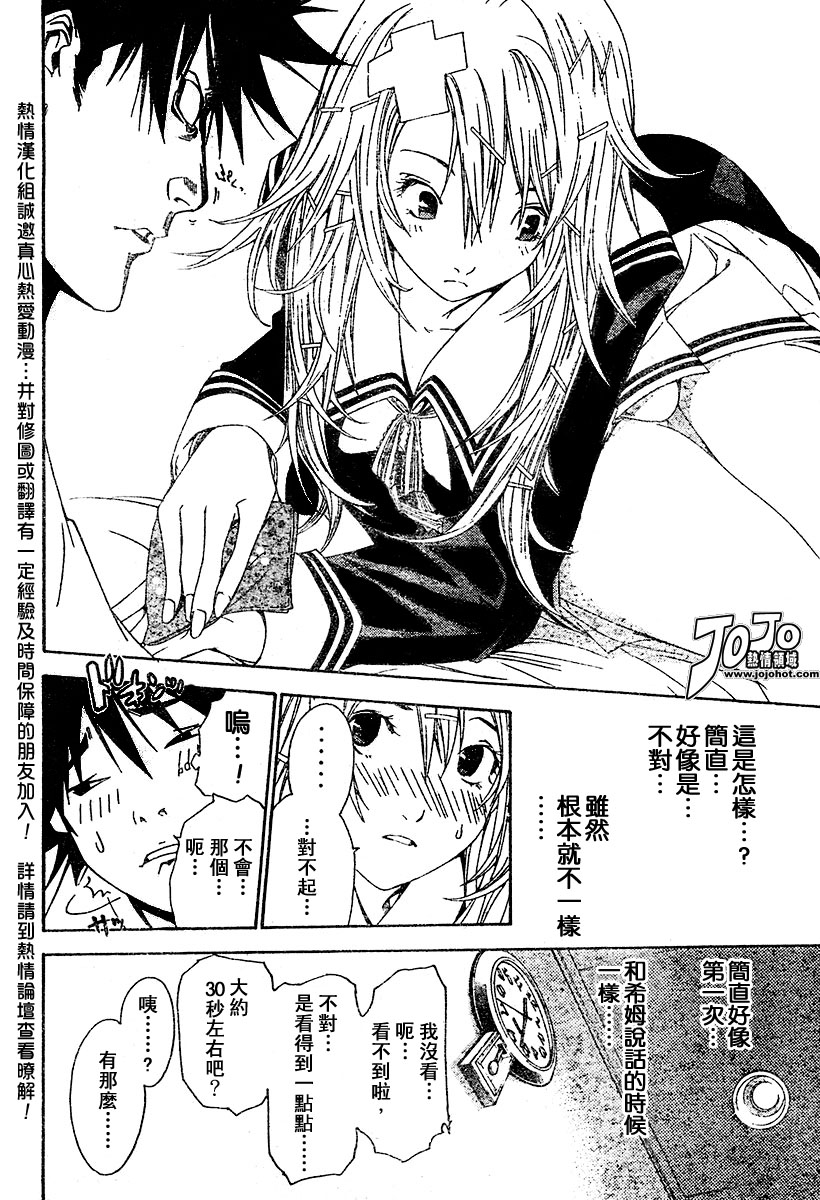 熱情漢化組誠邀真心熱愛動漫…并對修圖或翻譯有一定經驗及時間保障的朋友加入！ 詳情請到熱情論壇查看瞭解！
JOJO
熱情領域
www.jojohot.com
這是怎樣…？
簡直…
好像是…
不對…
雖然
根本就不一樣
……
……
…對不起…
嗚…！
不會…
那個…
呃…
ドキンッ
簡直好像
第一次…
和希姆說話的時候
一樣……
我沒看…
呃…
看不到啦，
不對…
是看得到一點點……
大約
30秒左右吧？
咦……？
有那麼……